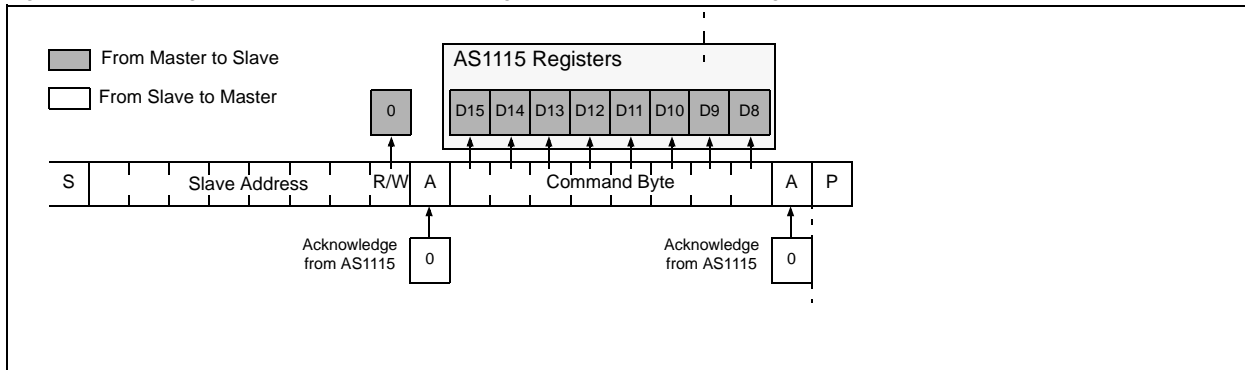 From Master to Slave
From Slave to Master
AS1115 Registers
0
D15 D14 D13 D12 D11 D10 D9 D8
S Slave Address R/W A Command Byte A P
Acknowledge
from AS1115
0
Acknowledge
from AS1115
0